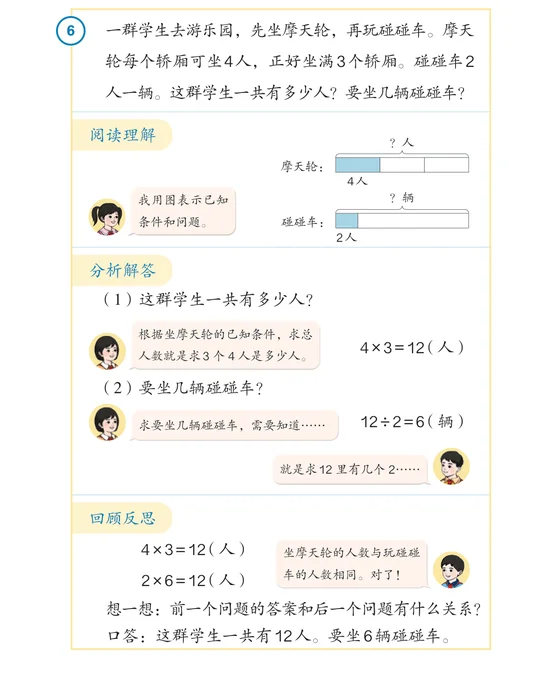 6
一群学生去游乐园，先坐摩天轮，再玩碰碰车。摩天
轮每个轿厢可坐4人，正好坐满3个轿厢。碰碰车2
人一辆。这群学生一共有多少人？要坐几辆碰碰车？
阅读理解
我用图表示已知
条件和问题。
？人
摩天轮：
4人
？辆
碰碰车：
2人
分析解答
（1）这群学生一共有多少人？
根据坐摩天轮的已知条件，求总
人数就是求3个4人是多少人。
4×3=12（人）
（2）要坐几辆碰碰车？
求要坐几辆碰碰车，需要知道……
12÷2=6（辆）
就是求12里有几个2……
回顾反思
4×3=12（人）
2×6=12（人）
坐摩天轮的人数与玩碰碰
车的人数相同。对了！
想一想：前一个问题的答案和后一个问题有什么关系？
口答：这群学生一共有12人。要坐6辆碰碰车。